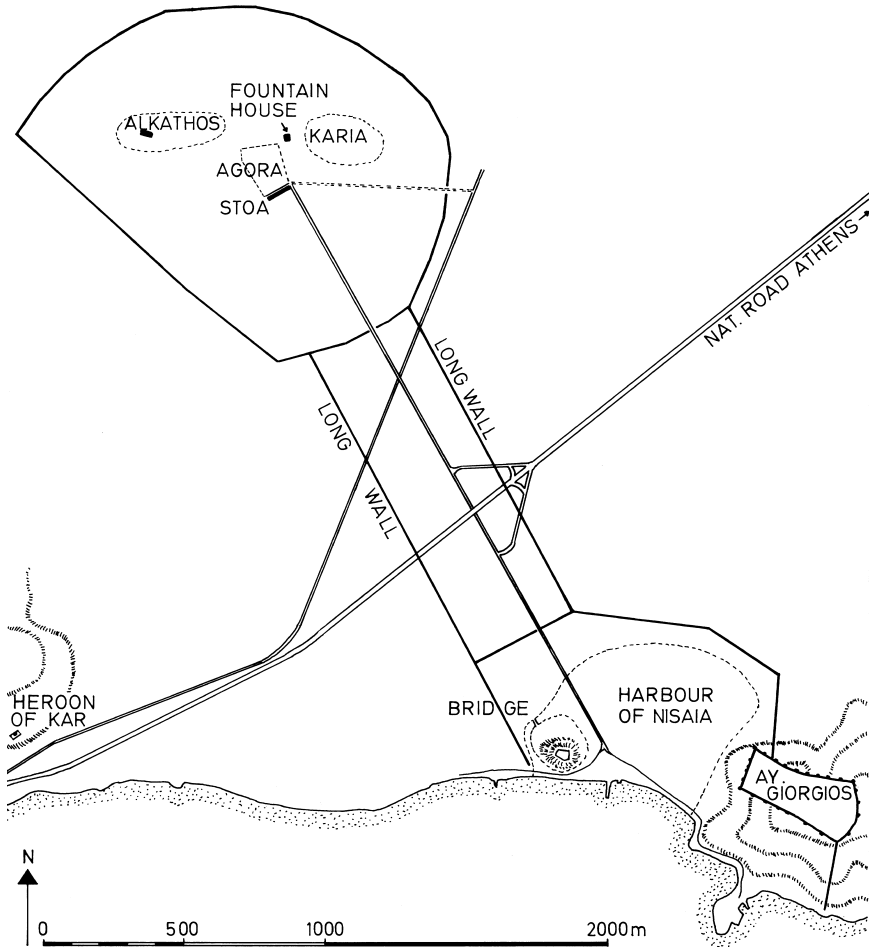 FOUNTAIN
HOUSE
ALKATHOS
KARIA
AGORA
STOA
NAT. ROAD ATHENS
LONG WALL
LONG
WALL
HEROON
OF KAR
BRIDGE
HARBOUR
OF NISAIA
AY.
GIORGIOS
N
0 500 1000 2000m